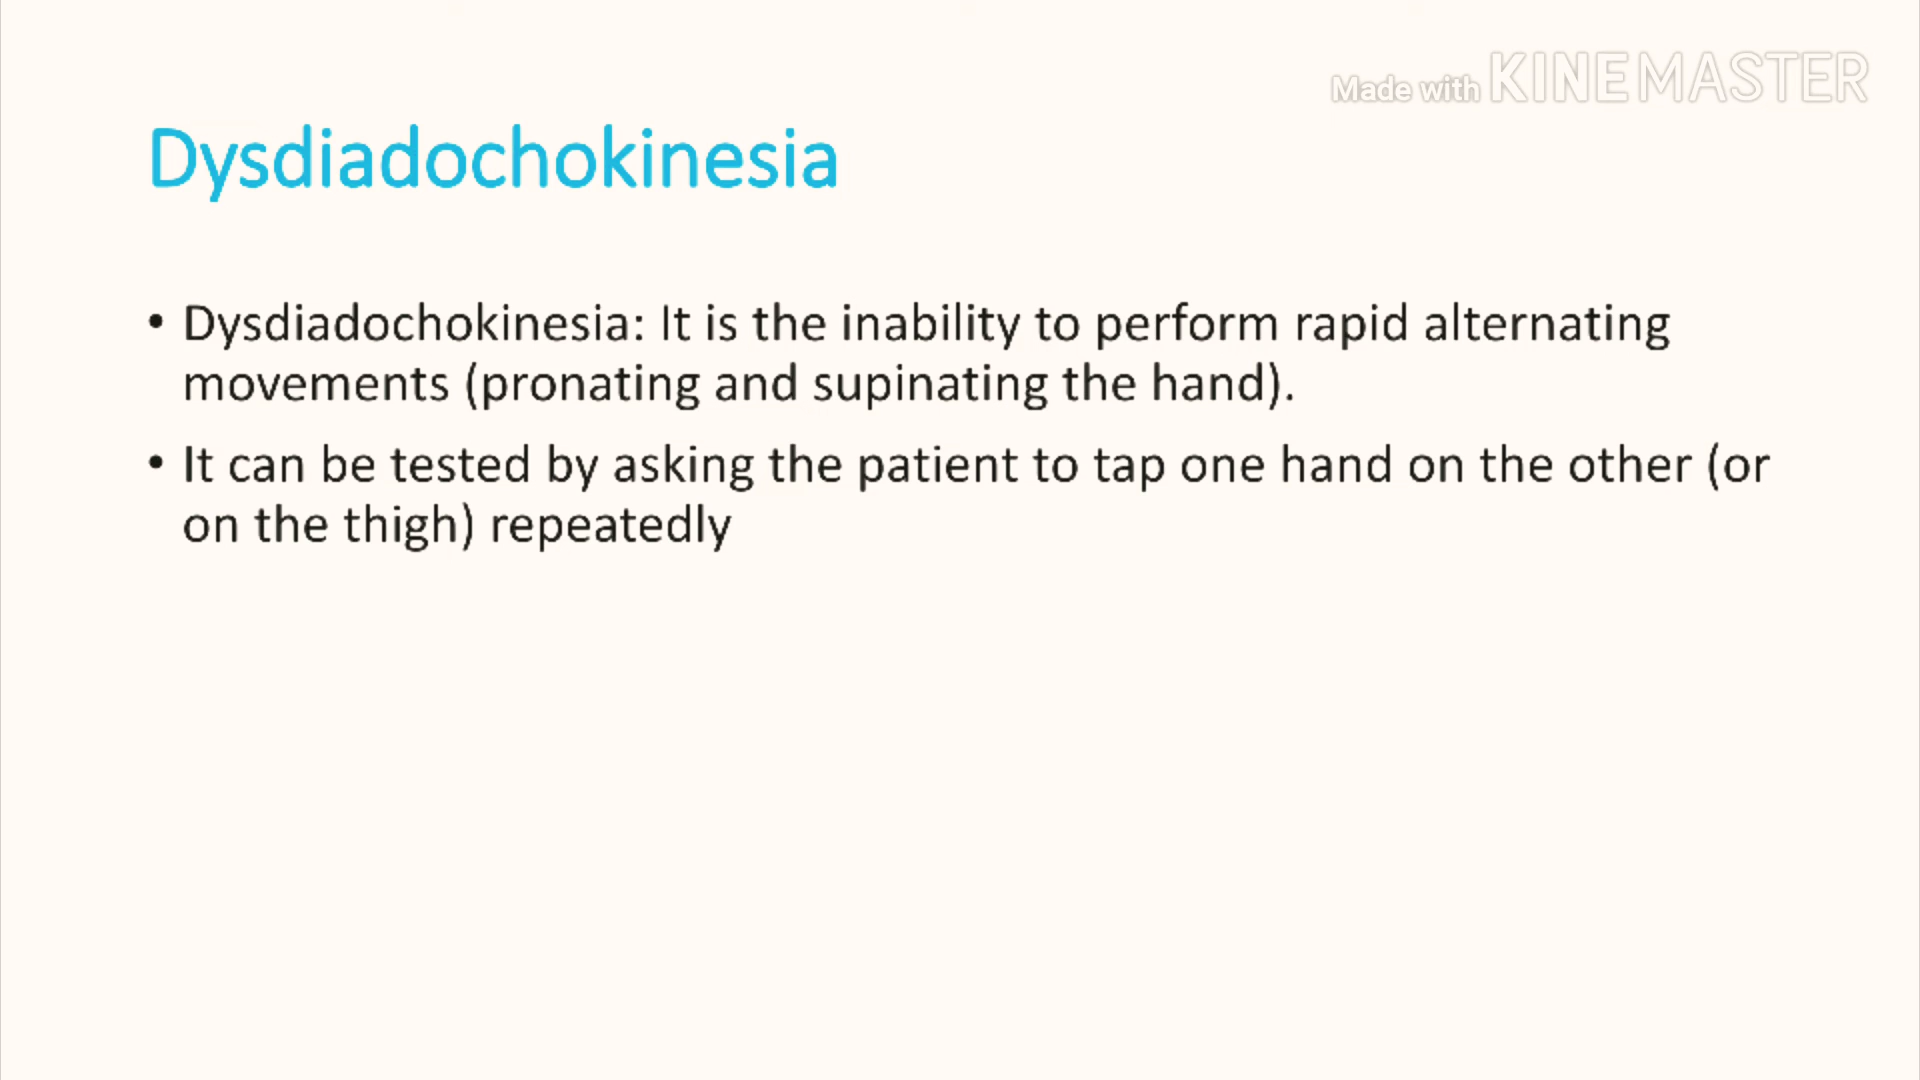 Made with KINEMASTER
Dysdiadochokinesia
• Dysdiadochokinesia: It is the inability to perform rapid alternating
movements (pronating and supinating the hand).
• It can be tested by asking the patient to tap one hand on the other (or
on the thigh) repeatedly